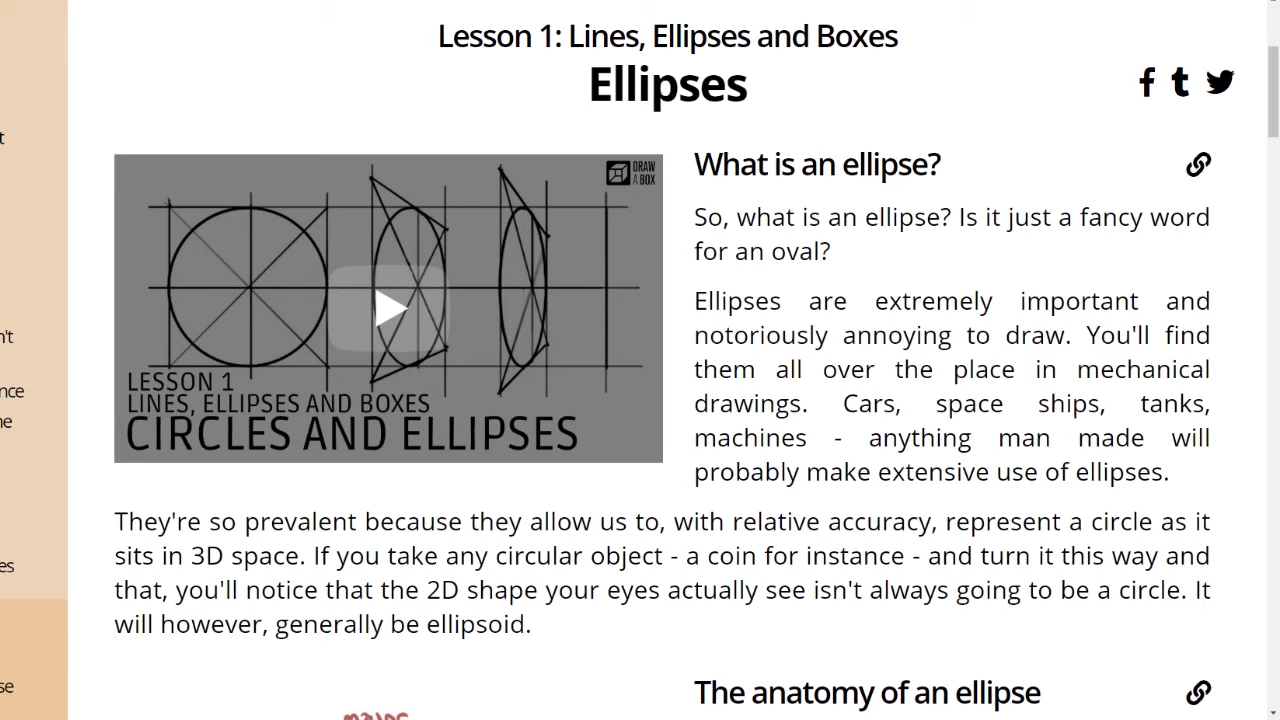 Lesson 1: Lines, Ellipses and Boxes
Ellipses
DRAW
A BOX
LESSON 1
LINES, ELLIPSES AND BOXES
CIRCLES AND ELLIPSES
What is an ellipse?
So, what is an ellipse? Is it just a fancy word
for an oval?
Ellipses are extremely important and
notoriously annoying to draw. You'll find
them all over the place in mechanical
drawings. Cars, space ships, tanks,
machines - anything man made will
probably make extensive use of ellipses.
They're so prevalent because they allow us to, with relative accuracy, represent a circle as it
sits in 3D space. If you take any circular object - a coin for instance - and turn it this way and
that, you'll notice that the 2D shape your eyes actually see isn't always going to be a circle. It
will however, generally be ellipsoid.
The anatomy of an ellipse